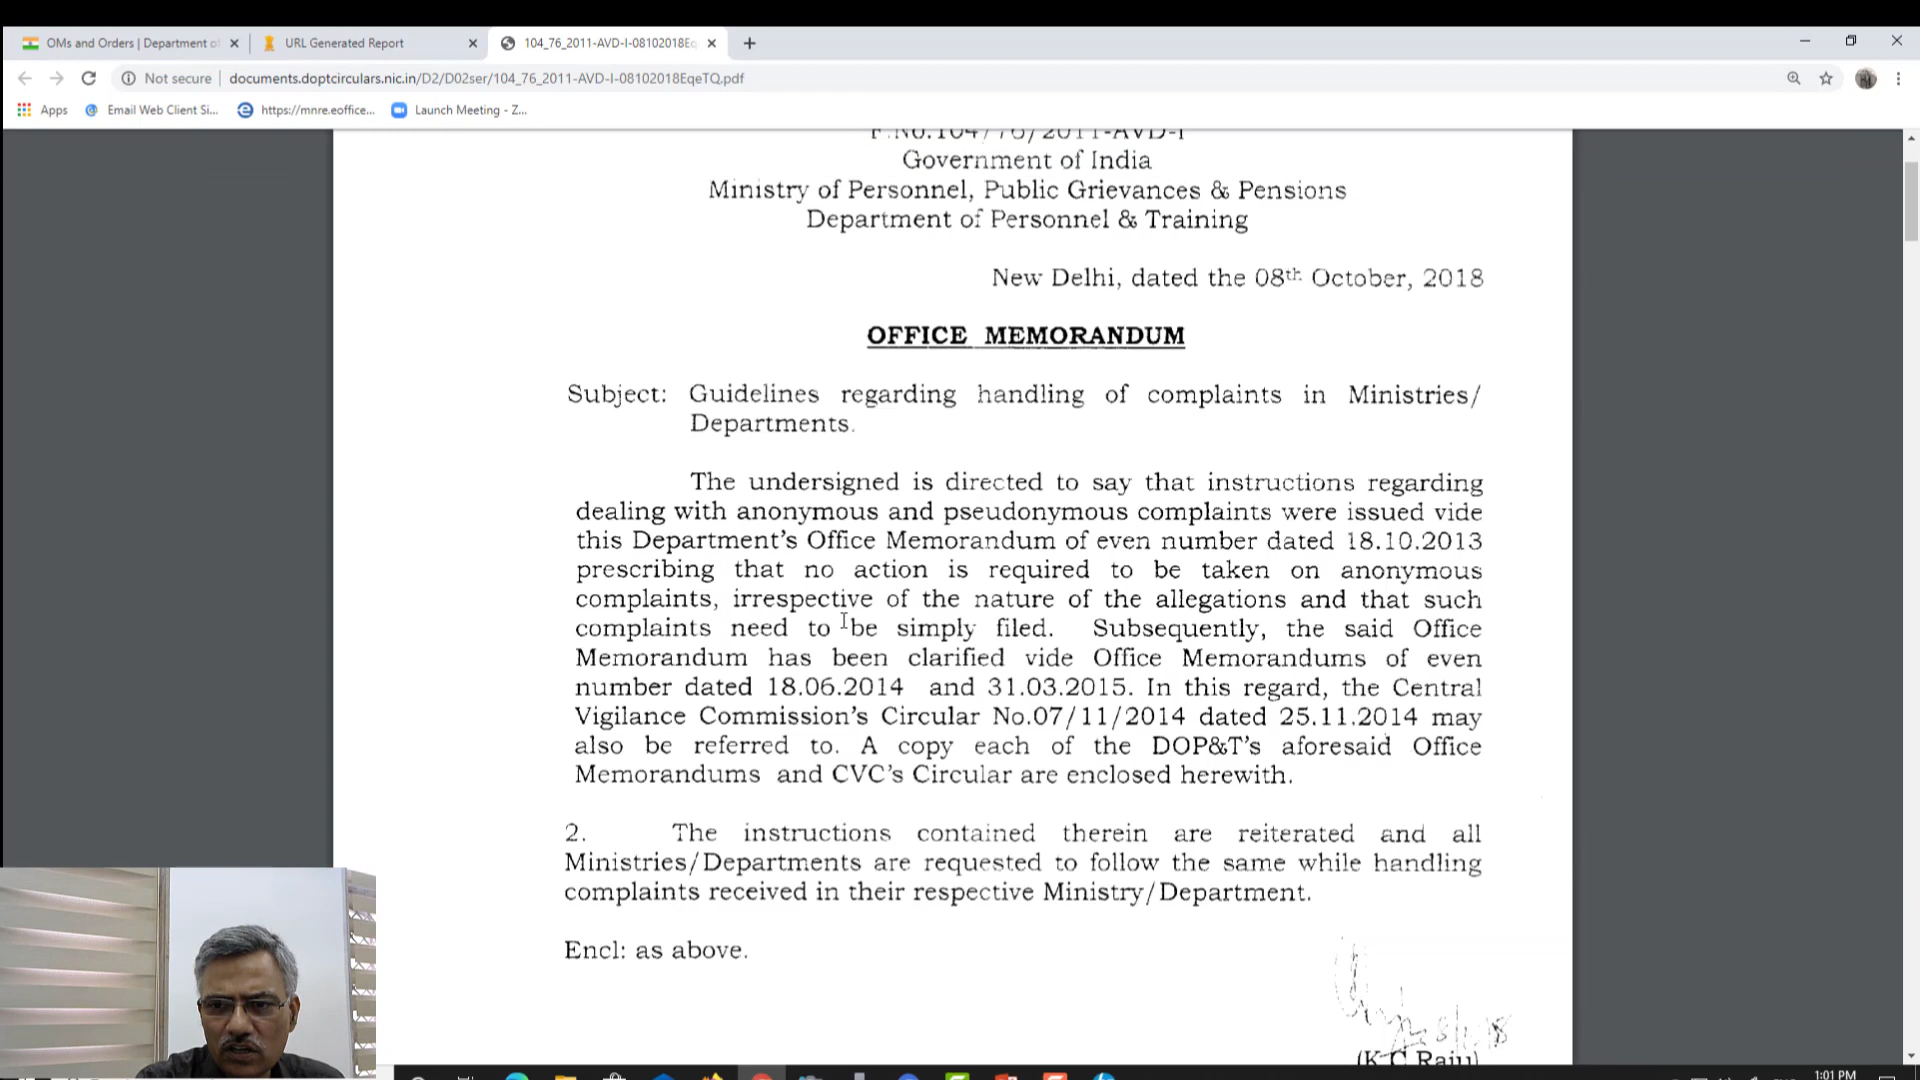 OMs and Orders | Department of
URL Generated Report
104_76_2011-AVD-I-08102018Eq
Not secure
documents.doptcirculars.nic.in/D2/D02ser/104_76_2011-AVD-I-08102018EqeTQ.pdf
Apps
Email Web Client Si...
https://mnre.eoffice...
Launch Meeting - Z...
F.No.104/76/2011-AVD-I
Government of India
Ministry of Personnel, Public Grievances & Pensions
Department of Personnel & Training
New Delhi, dated the 08th October, 2018
OFFICE MEMORANDUM
Subject: Guidelines regarding handling of complaints in Ministries/
Departments.
The undersigned is directed to say that instructions regarding
dealing with anonymous and pseudonymous complaints were issued vide
this Department's Office Memorandum of even number dated 18.10.2013
prescribing that no action is required to be taken on anonymous
complaints, irrespective of the nature of the allegations and that such
complaints need to be simply filed. Subsequently, the said Office
Memorandum has been clarified vide Office Memorandums of even
number dated 18.06.2014 and 31.03.2015. In this regard, the Central
Vigilance Commission's Circular No.07/11/2014 dated 25.11.2014 may
also be referred to. A copy each of the DOP&T's aforesaid Office
Memorandums and CVC's Circular are enclosed herewith.
2. The instructions contained therein are reiterated and all
Ministries/Departments are requested to follow the same while handling
complaints received in their respective Ministry/Department.
Encl: as above.
(K C Raju)
1:01 PM